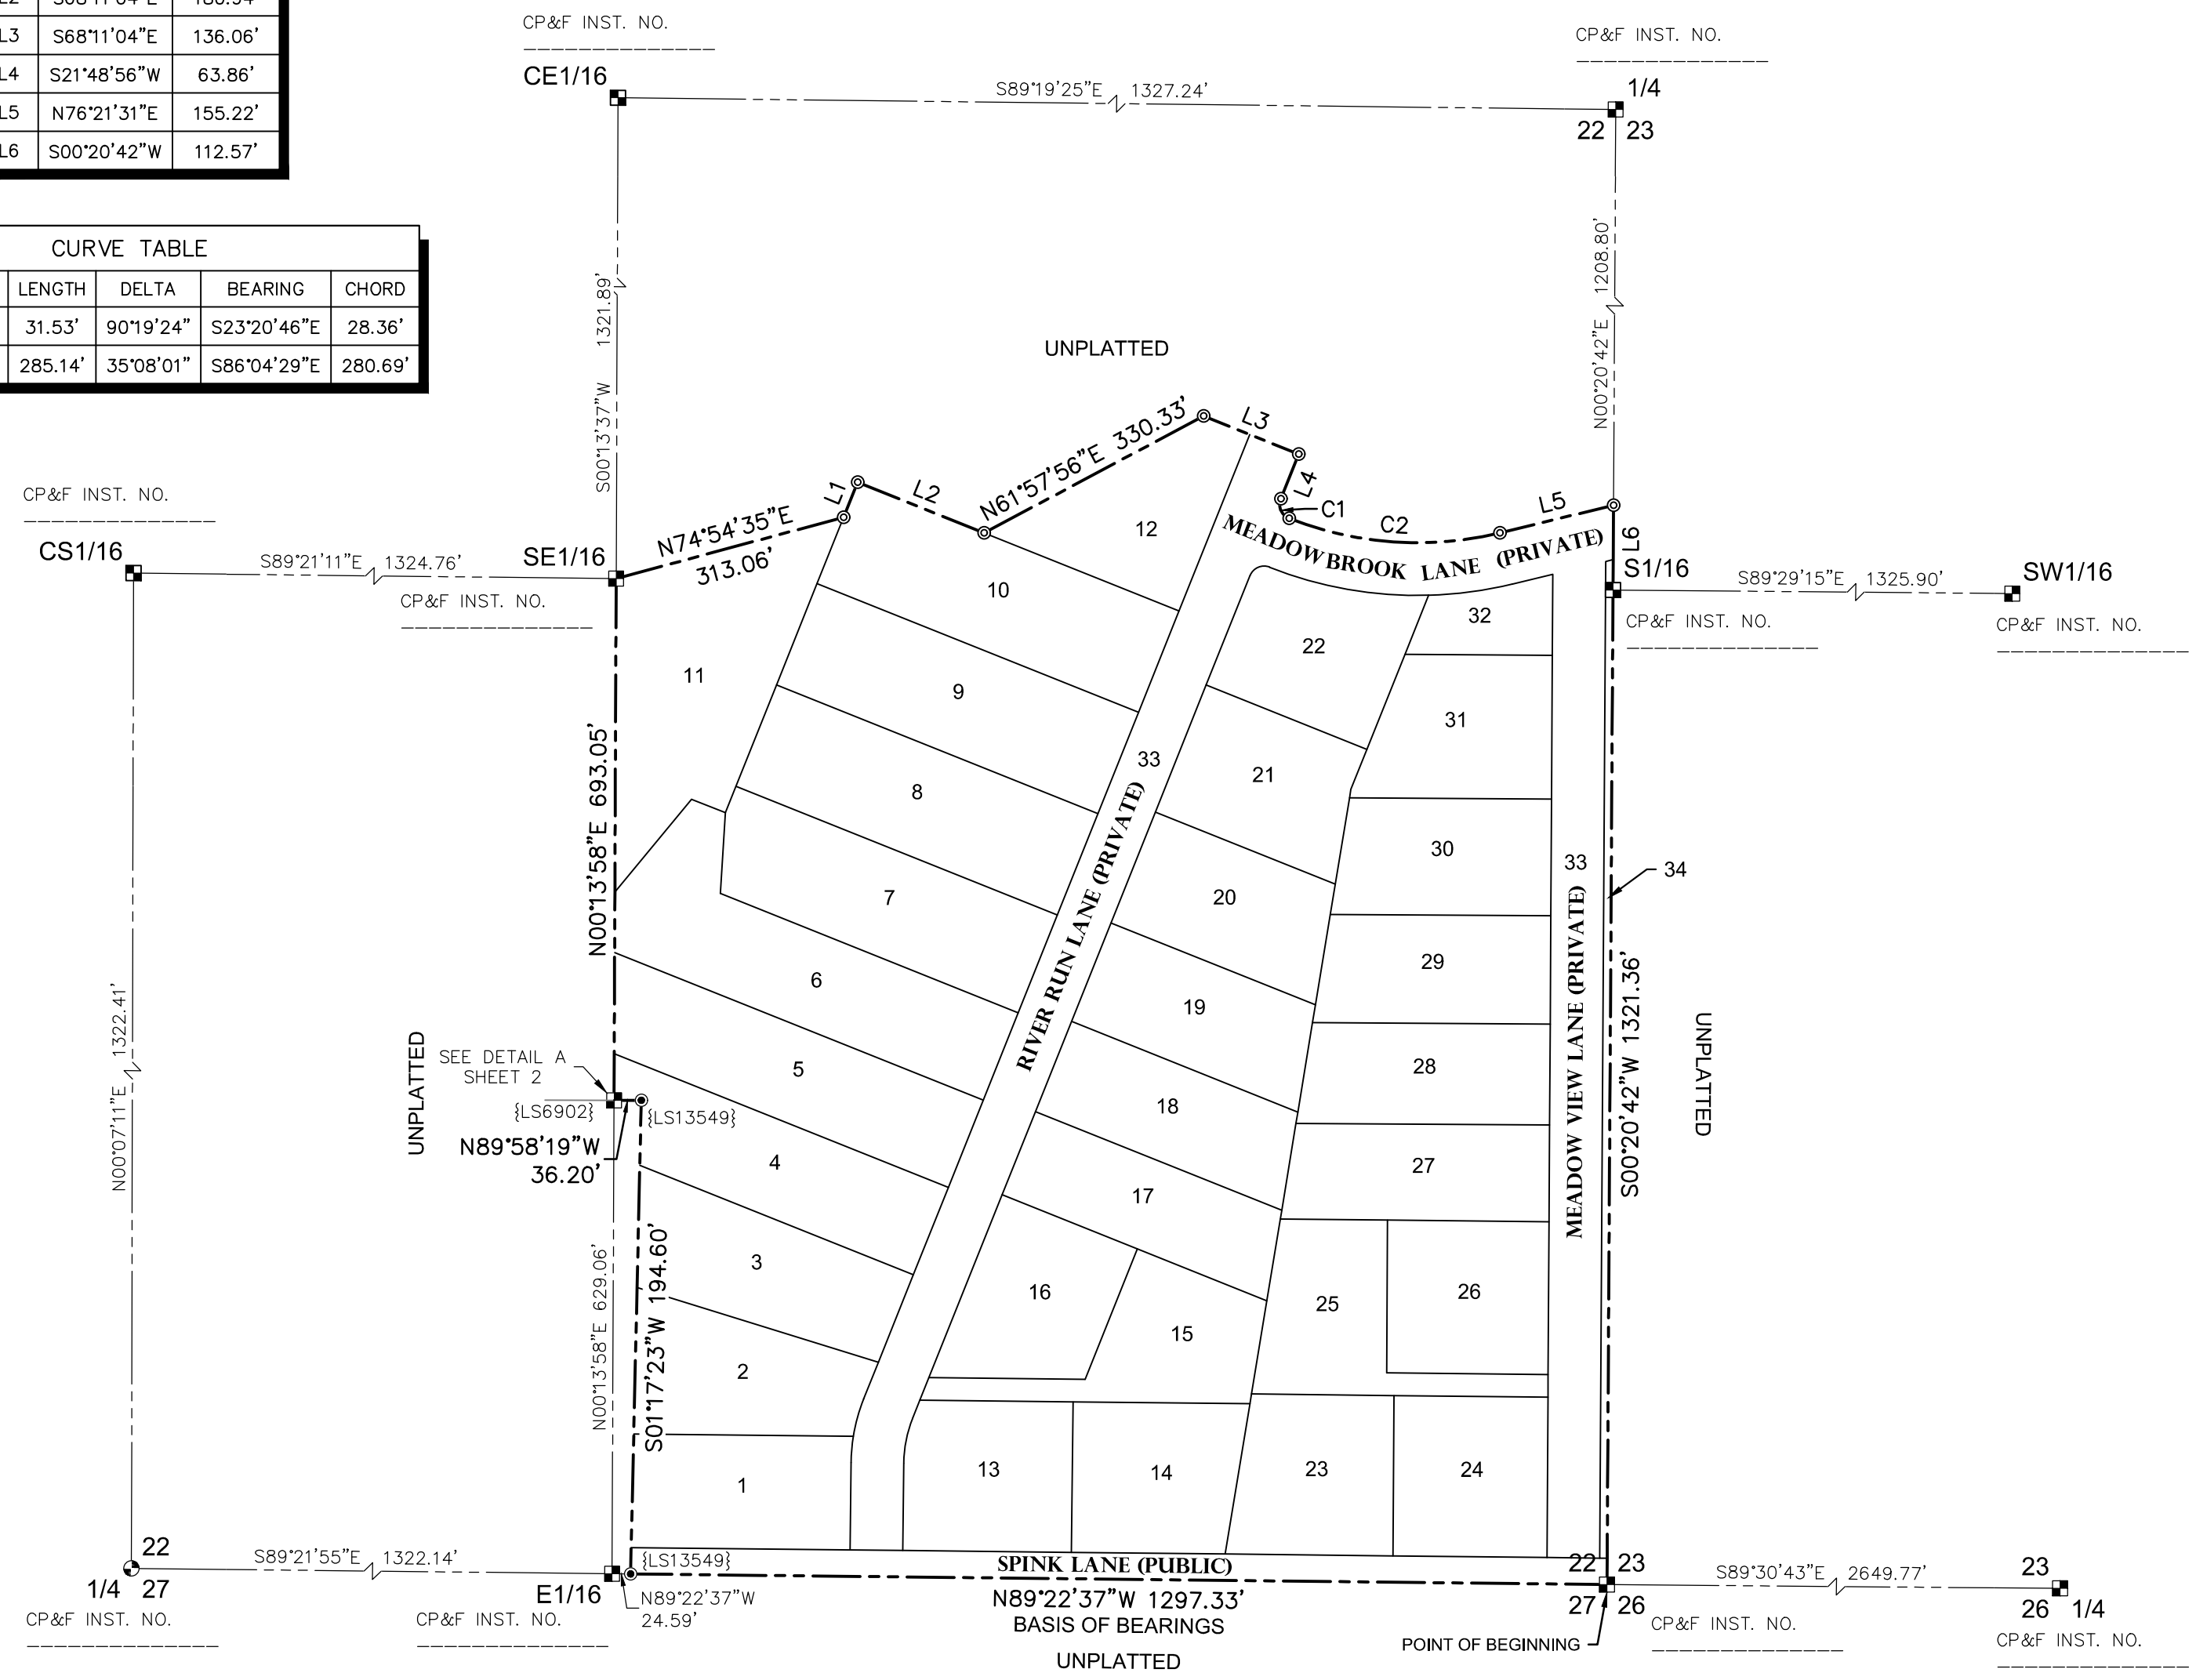 L3 S68°11'04"E 136.06'
L4 S21°48'56"W 63.86'
L5 N76°21'31"E 155.22'
L6 S00°20'42"W 112.57'
CURVE TABLE
LENGTH DELTA BEARING CHORD
31.53' 90°19'24" S23°20'46"E 28.36'
285.14' 35°08'01" S86°04'29"E 280.69'
CP&F INST. NO.
CE1/16
S89°19'25"E 1327.24'
CP&F INST. NO.
1/4
22 23
S00°13'37"W 1321.89'
N00°20'42"E 1208.80'
UNPLATTED
CP&F INST. NO.
CS1/16
S89°21'11"E 1324.76'
SE1/16
CP&F INST. NO.
N74°54'35"E
313.06'
L1
L2
N61°57'56"E 330.33'
L3
L4
C1
C2
L5
L6
MEADOWBROOK LANE (PRIVATE)
S1/16
CP&F INST. NO.
S89°29'15"E 1325.90'
SW1/16
CP&F INST. NO.
12
10
11
9
8
7
6
5
4
3
2
1
33
RIVER RUN LANE (PRIVATE)
22
21
20
19
18
17
16
15
13
14
32
31
30
29
28
27
25
26
23
24
33
MEADOW VIEW LANE (PRIVATE)
34
S00°20'42"W 1321.36'
UNPLATTED
N00°13'58"E 693.05'
N00°07'11"E 1322.41'
UNPLATTED
SEE DETAIL A
SHEET 2
{LS6902}
{LS13549}
N89°58'19"W
36.20'
N00°13'58"E 629.06'
S01°17'23"W 194.60'
22
1/4 27
CP&F INST. NO.
S89°21'55"E 1322.14'
E1/16
CP&F INST. NO.
{LS13549}
N89°22'37"W
24.59'
SPINK LANE (PUBLIC)
N89°22'37"W 1297.33'
BASIS OF BEARINGS
UNPLATTED
22 23
27 26
POINT OF BEGINNING
CP&F INST. NO.
S89°30'43"E 2649.77'
23
26 1/4
CP&F INST. NO.